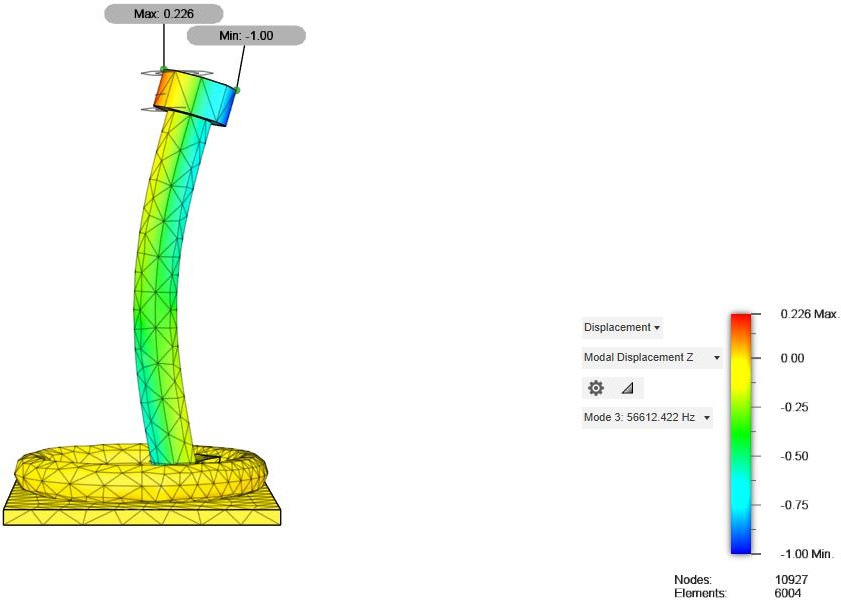 Max: 0.226
Min: -1.00
Displacement
Modal Displacement Z
Mode 3: 56612.422 Hz
0.226 Max.
0.00
-0.25
-0.50
-0.75
-1.00 Min.
Nodes: 10927
Elements: 6004